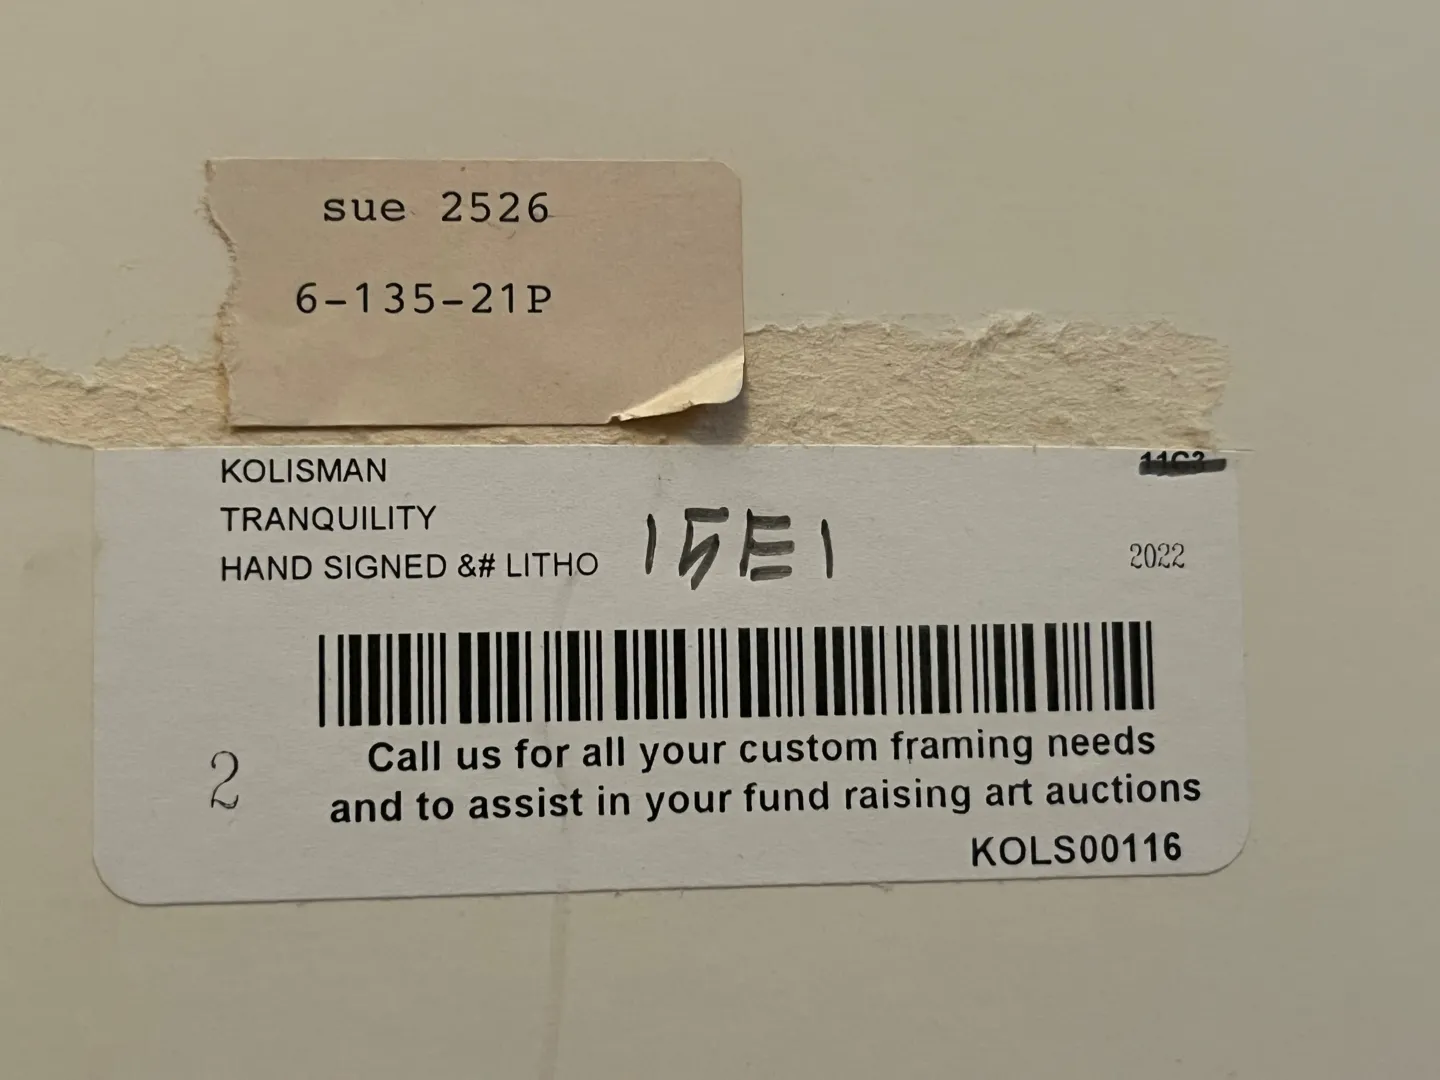 sue 2526
6-135-21P
KOLISMAN
TRANQUILITY
HAND SIGNED &# LITHO
15E1
2022
2
Call us for all your custom framing needs
and to assist in your fund raising art auctions
KOLS00116